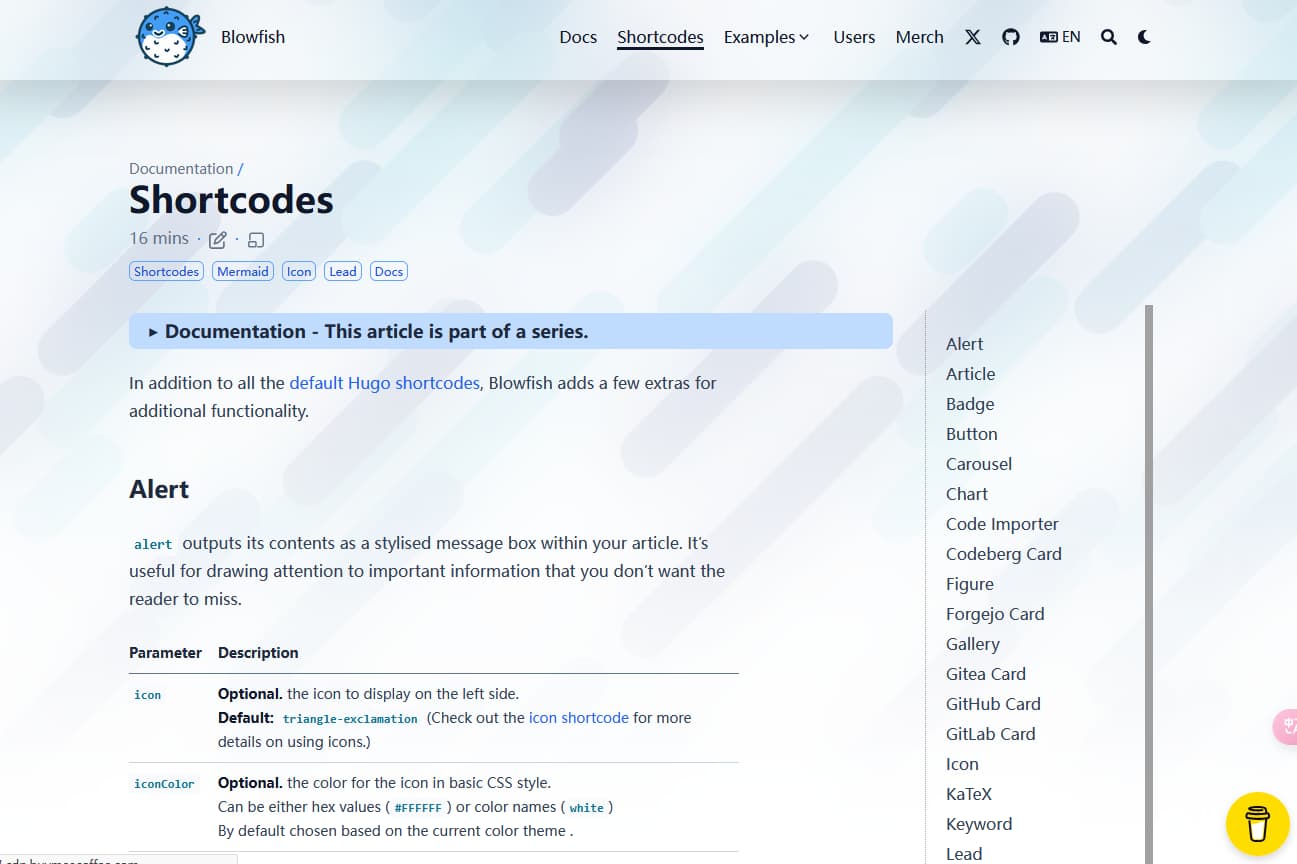 Blowfish
Docs Shortcodes Examples Users Merch EN
Documentation /
Shortcodes
16 mins · ·
Shortcodes Mermaid Icon Lead Docs
▸ Documentation - This article is part of a series.
In addition to all the default Hugo shortcodes, Blowfish adds a few extras for
additional functionality.
Alert
alert outputs its contents as a stylised message box within your article. It’s
useful for drawing attention to important information that you don’t want the
reader to miss.
Parameter Description
icon Optional. the icon to display on the left side.
Default: triangle-exclamation (Check out the icon shortcode for more
details on using icons.)
iconColor Optional. the color for the icon in basic CSS style.
Can be either hex values ( #FFFFFF ) or color names ( white )
By default chosen based on the current color theme .
Alert
Article
Badge
Button
Carousel
Chart
Code Importer
Codeberg Card
Figure
Forgejo Card
Gallery
Gitea Card
GitHub Card
GitLab Card
Icon
KaTeX
Keyword
Lead